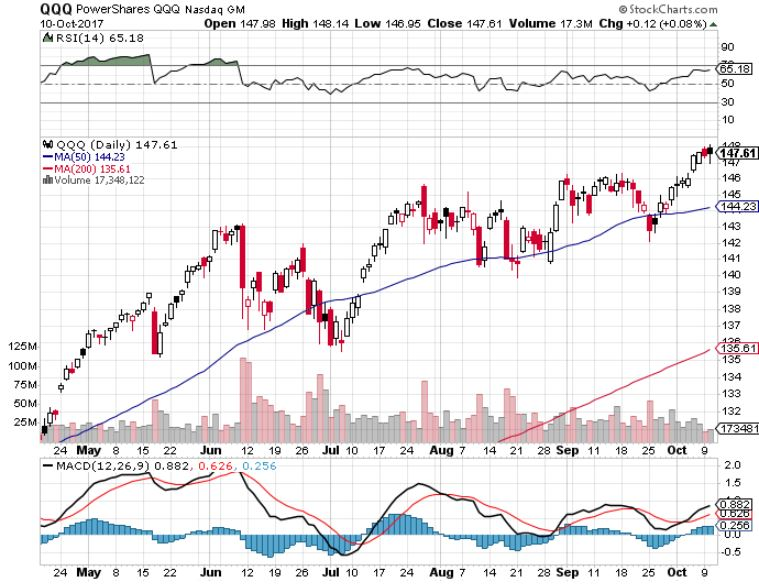 QQQ PowerShares QQQ Nasdaq GM
© StockCharts.com
10-Oct-2017 Open 147.98 High 148.14 Low 146.95 Close 147.61 Volume 17.3M Chg +0.12 (+0.08%)
RSI(14) 65.18
90
70
65.18
50
30
10
QQQ (Daily) 147.61
MA(50) 144.23
MA(200) 135.61
Volume 17,348,122
148
147.61
147
146
145
144.23
143
142
141
140
139
138
137
136
135.61
135
134
133
132
125M
100M
75M
50M
25M
17348122
24 May 8 15 22 Jun 12 19 26 Jul 10 17 24 Aug 7 14 21 28 Sep 11 18 25 Oct 9
MACD(12,26,9) 0.882, 0.626, 0.256
2.0
1.5
1.0
0.882
0.626
0.256
0.0
-0.5
24 May 8 15 22 Jun 12 19 26 Jul 10 17 24 Aug 7 14 21 28 Sep 11 18 25 Oct 9